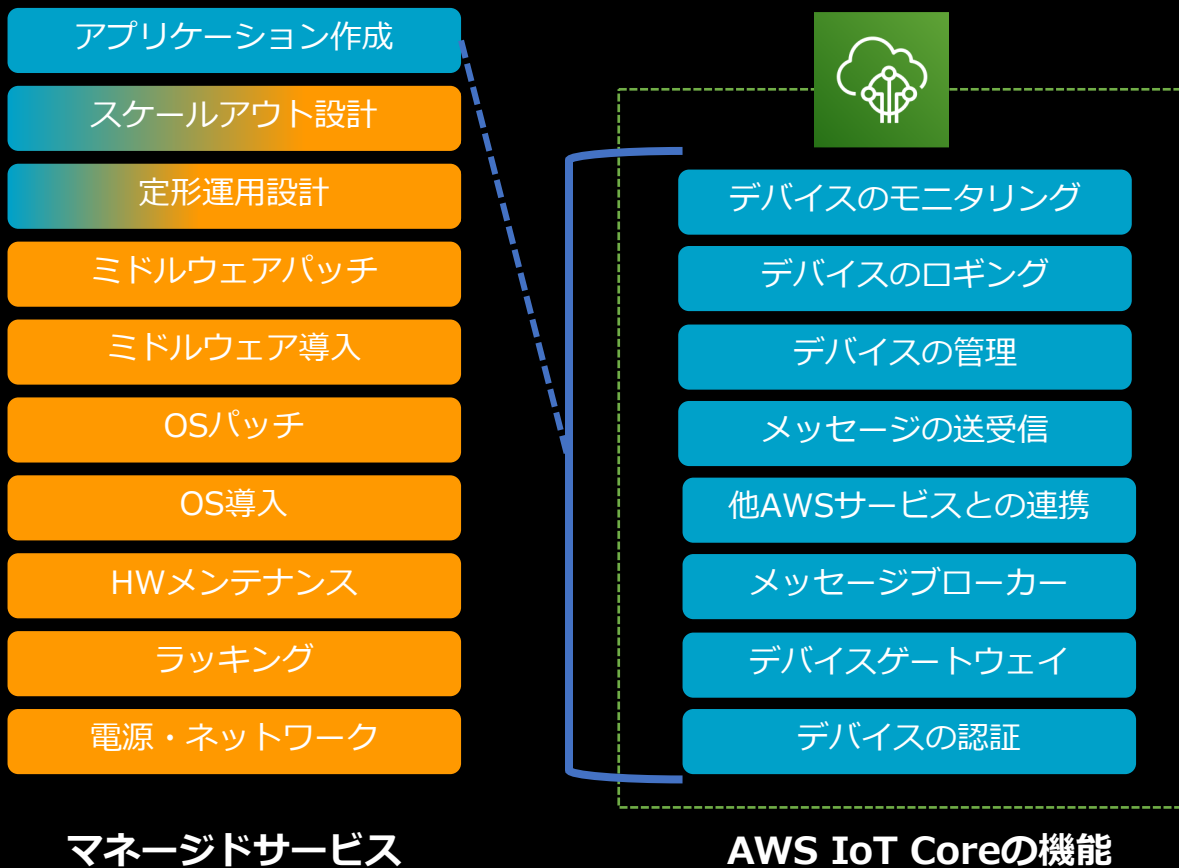 アプリケーション作成
スケールアウト設計
定形運用設計
ミドルウェアパッチ
ミドルウェア導入
OSパッチ
OS導入
HWメンテナンス
ラッキング
電源・ネットワーク
マネージドサービス
デバイスのモニタリング
デバイスのロギング
デバイスの管理
メッセージの送受信
他AWSサービスとの連携
メッセージブローカー
デバイスゲートウェイ
デバイスの認証
AWS IoT Coreの機能